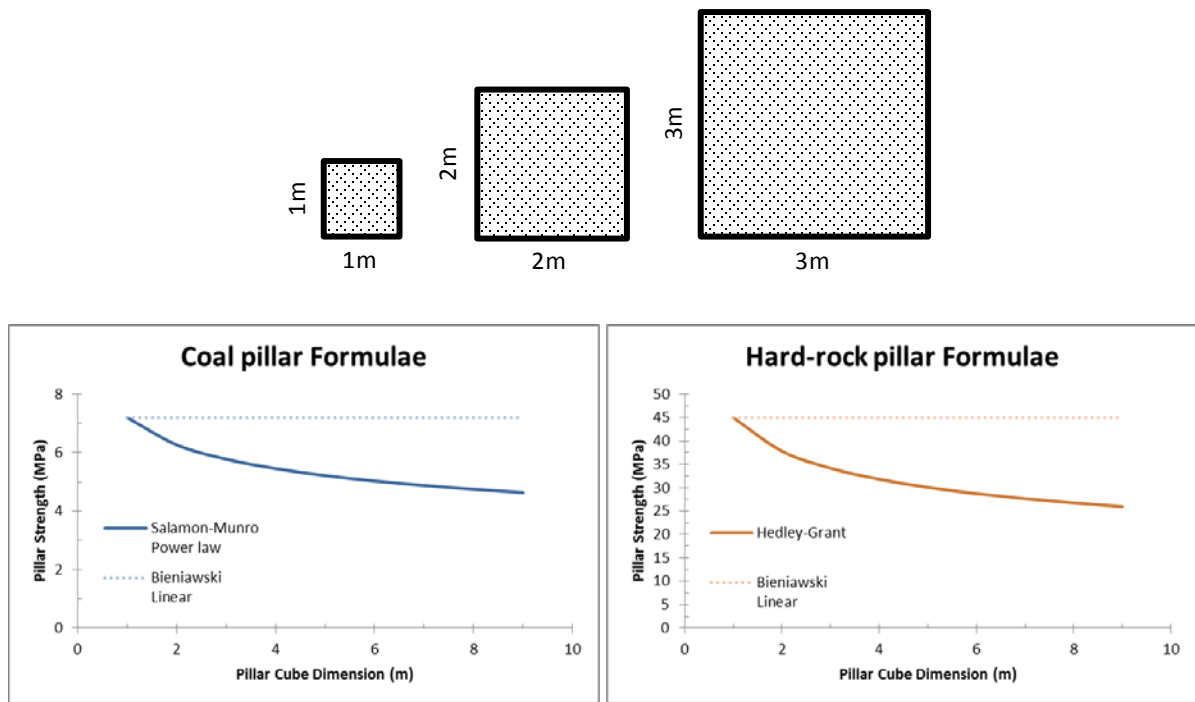 1m
1m
2m
2m
3m
3m
Coal pillar Formulae
Pillar Strength (MPa)
8
6
4
2
0
Salamon-Munro
Power law
Bieniawski
Linear
0 2 4 6 8 10
Pillar Cube Dimension (m)
Hard-rock pillar Formulae
Pillar Strength (MPa)
50
45
40
35
30
25
20
15
10
5
0
Hedley-Grant
Bieniawski
Linear
0 2 4 6 8 10
Pillar Cube Dimension (m)